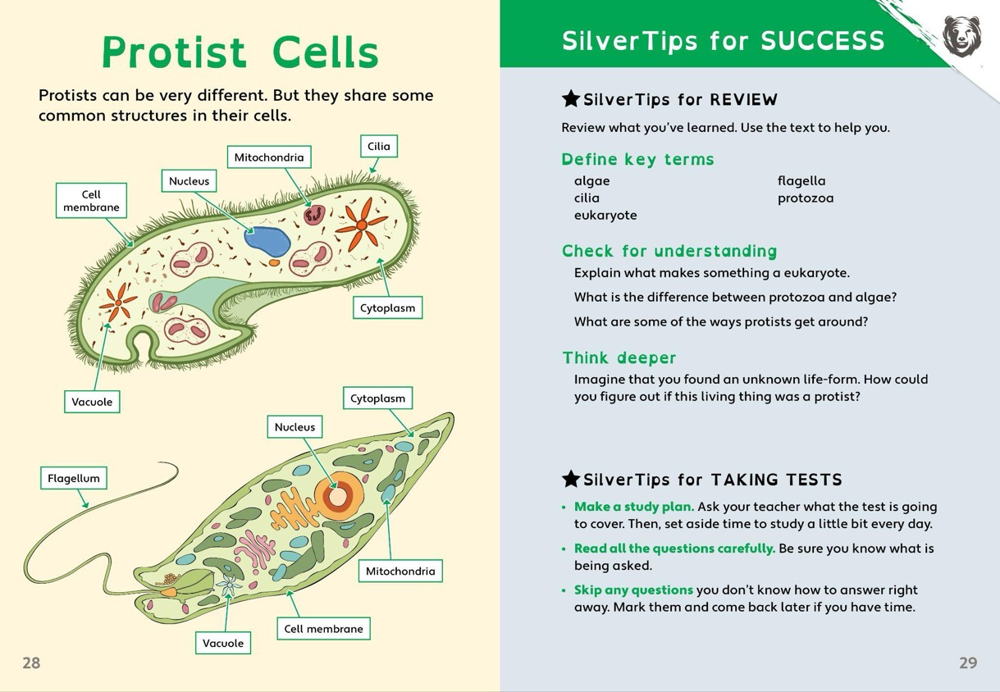 Protist Cells
Protists can be very different. But they share some
common structures in their cells.
Cilia
Mitochondria
Nucleus
Cell
membrane
Cytoplasm
Vacuole
Cytoplasm
Nucleus
Flagellum
Mitochondria
Cell membrane
Vacuole
28
SilverTips for SUCCESS
★SilverTips for REVIEW
Review what you’ve learned. Use the text to help you.
Define key terms
algae
cilia
eukaryote
flagella
protozoa
Check for understanding
Explain what makes something a eukaryote.
What is the difference between protozoa and algae?
What are some of the ways protists get around?
Think deeper
Imagine that you found an unknown life-form. How could
you figure out if this living thing was a protist?
★SilverTips for TAKING TESTS
• Make a study plan. Ask your teacher what the test is going
to cover. Then, set aside time to study a little bit every day.
• Read all the questions carefully. Be sure you know what is
being asked.
• Skip any questions you don’t know how to answer right
away. Mark them and come back later if you have time.
29